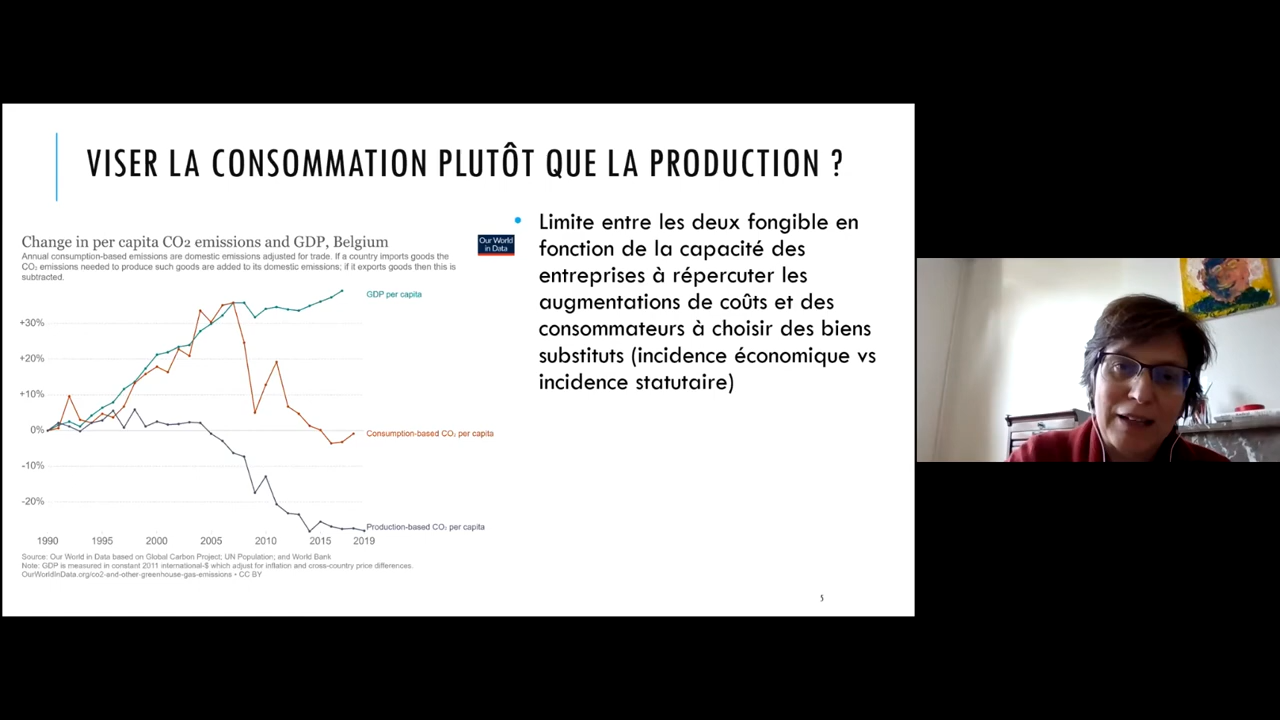 VISER LA CONSOMMATION PLUTÔT QUE LA PRODUCTION ?
Change in per capita CO2 emissions and GDP, Belgium
Annual consumption-based emissions are domestic emissions adjusted for trade. If a country imports goods the
CO₂ emissions needed to produce such goods are added to its domestic emissions; if it exports goods then this is
subtracted.
Our World
in Data
GDP per capita
+30%
+20%
+10%
0%
Consumption-based CO₂ per capita
-10%
-20%
Production-based CO₂ per capita
1990 1995 2000 2005 2010 2015 2019
Source: Our World in Data based on Global Carbon Project; UN Population; and World Bank
Note: GDP is measured in constant 2011 international-$ which adjust for inflation and cross-country price differences.
OurWorldInData.org/co2-and-other-greenhouse-gas-emissions • CC BY
• Limite entre les deux fongible en
fonction de la capacité des
entreprises à répercuter les
augmentations de coûts et des
consommateurs à choisir des biens
substituts (incidence économique vs
incidence statutaire)
5